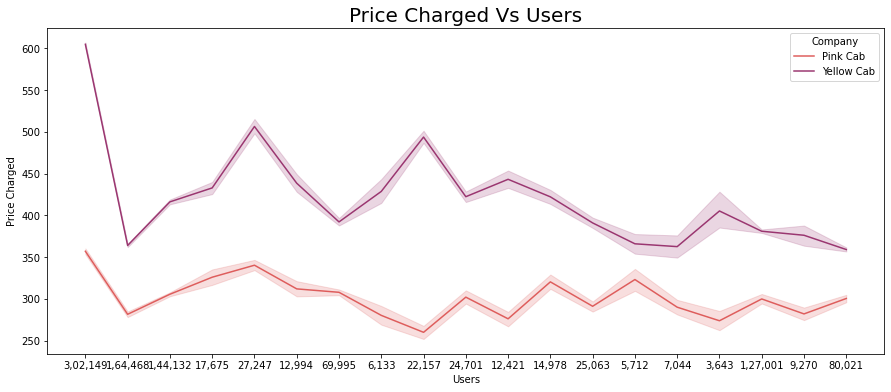 Price Charged Vs Users
Company
Pink Cab
Yellow Cab
Price Charged
600
550
500
450
400
350
300
250
3,02,149 1,64,468 1,44,132 17,675 27,247 12,994 69,995 6,133 22,157 24,701 12,421 14,978 25,063 5,712 7,044 3,643 1,27,001 9,270 80,021
Users